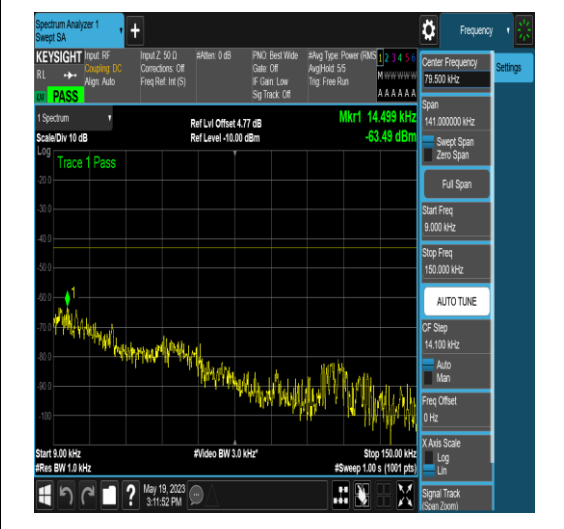 Spectrum Analyzer 1
Swept SA
+
Frequency
KEYSIGHT
RL
PASS
Input: RF
Coupling: DC
Align: Auto
Input Z: 50 Ω
Corrections: Off
Freq Ref: Int (S)
#Atten: 0 dB
PNO: Best Wide
Gate: Off
IF Gain: Low
Sig Track: Off
#Avg Type: Power (RMS
Avg|Hold: 5/5
Trig: Free Run
1 2 3 4 5 6
M W W W W W
A A A A A A
1 Spectrum
Scale/Div 10 dB
Ref Lvl Offset 4.77 dB
Ref Level -10.00 dBm
Mkr1 14.499 kHz
-63.49 dBm
Log
Trace 1 Pass
-20.0
-30.0
-40.0
-50.0
-60.0
-70.0
-80.0
-90.0
-100
1
Start 9.00 kHz
#Res BW 1.0 kHz
#Video BW 3.0 kHz*
Stop 150.00 kHz
#Sweep 1.00 s (1001 pts)
?
May 19, 2023
3:11:52 PM
Center Frequency
79.500 kHz
Settings
Span
141.000000 kHz
Swept Span
Zero Span
Full Span
Start Freq
9.000 kHz
Stop Freq
150.000 kHz
AUTO TUNE
CF Step
14.100 kHz
Auto
Man
Freq Offset
0 Hz
X Axis Scale
Log
Lin
Signal Track
(Span Zoom)